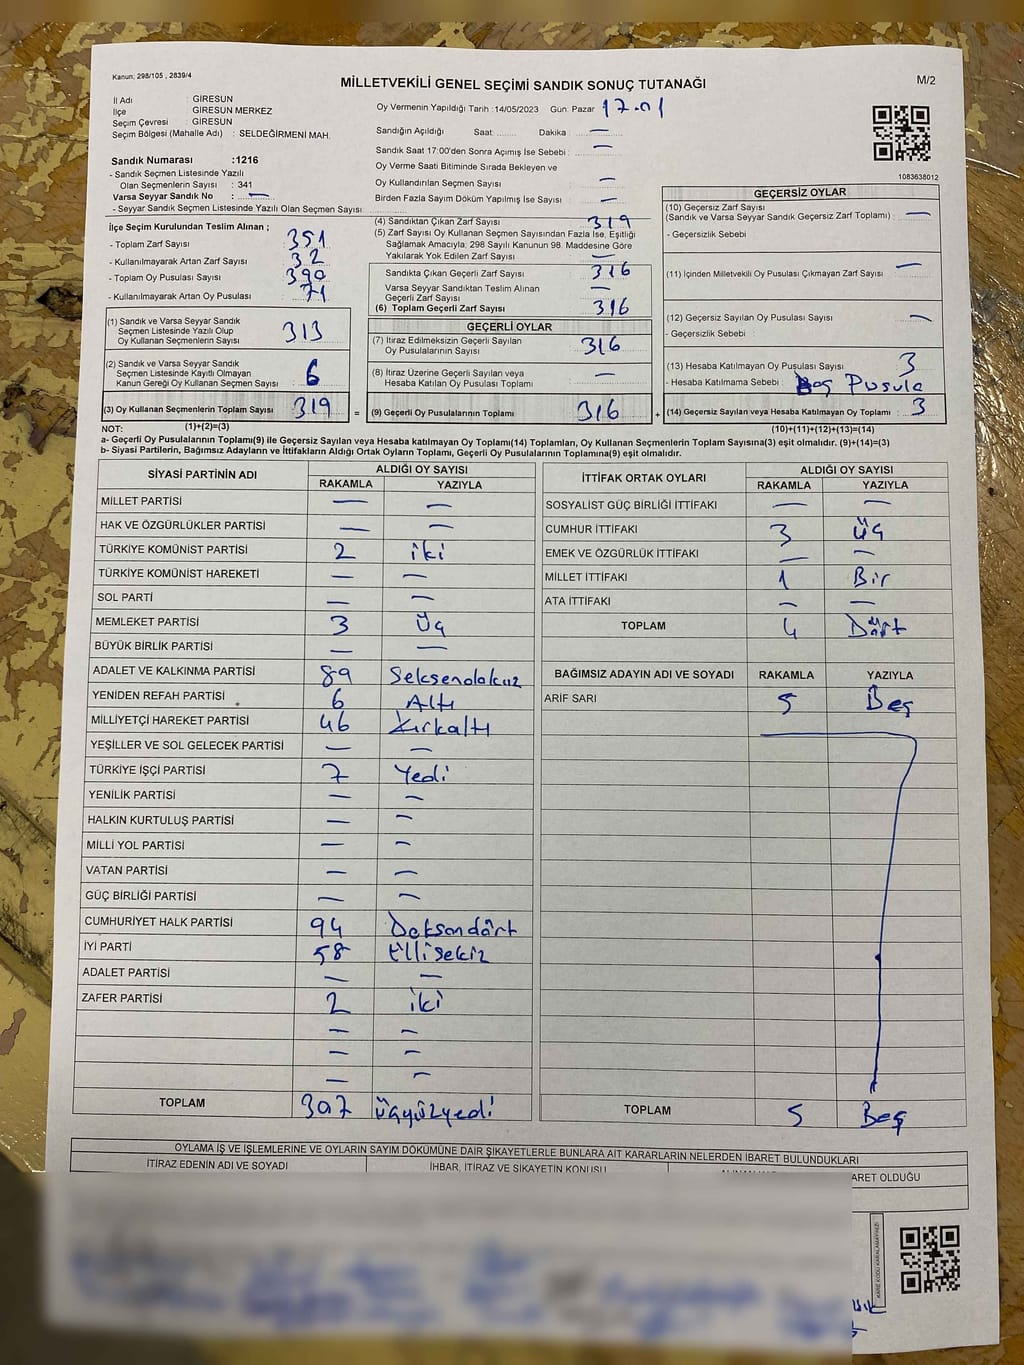 Kanun; 298/105 , 2839/4
MİLLETVEKİLİ GENEL SEÇİMİ SANDIK SONUÇ TUTANAĞI
M/2
İl Adı : GİRESUN
İlçe : GİRESUN MERKEZ
Seçim Çevresi : GİRESUN
Seçim Bölgesi (Mahalle Adı) : SELDEĞİRMENİ MAH.
Oy Vermenin Yapıldığı Tarih :14/05/2023 Gün: Pazar 17.01
Sandığın Açıldığı Saat: ...... Dakika : —
Sandık Saat 17:00'den Sonra Açımış İse Sebebi : —
Oy Verme Saati Bitiminde Sırada Bekleyen ve
Oy Kullandırılan Seçmen Sayısı —
Birden Fazla Sayım Döküm Yapılmış İse Sayısı —
Sandık Numarası :1216
- Sandık Seçmen Listesinde Yazılı
Olan Seçmenlerin Sayısı : 341
Varsa Seyyar Sandık No : —
- Seyyar Sandık Seçmen Listesinde Yazılı Olan Seçmen Sayısı
1083638012
İlçe Seçim Kurulundan Teslim Alınan ;
- Toplam Zarf Sayısı 351
- Kullanılmayarak Artan Zarf Sayısı 32
- Toplam Oy Pusulası Sayısı 390
- Kullanılmayarak Artan Oy Pusulası 71
(1) Sandık ve Varsa Seyyar Sandık
Seçmen Listesinde Yazılı Olup
Oy Kullanan Seçmenlerin Sayısı 313
(2) Sandık ve Varsa Seyyar Sandık
Seçmen Listesinde Kayıtlı Olmayan
Kanun Gereği Oy Kullanan Seçmen Sayısı 6
(3) Oy Kullanan Seçmenlerin Toplam Sayısı 319 =
(4) Sandıktan Çıkan Zarf Sayısı 319
(5) Zarf Sayısı Oy Kullanan Seçmen Sayısından Fazla İse, Eşitliği
Sağlamak Amacıyla, 298 Sayılı Kanunun 98. Maddesine Göre
Yakılarak Yok Edilen Zarf Sayısı —
Sandıkta Çıkan Geçerli Zarf Sayısı 316
Varsa Seyyar Sandıktan Teslim Alınan
Geçerli Zarf Sayısı —
(6) Toplam Geçerli Zarf Sayısı 316
GEÇERLİ OYLAR
(7) İtiraz Edilmeksizin Geçerli Sayılan
Oy Pusulalarının Sayısı 316
(8) İtiraz Üzerine Geçerli Sayılan veya
Hesaba Katılan Oy Pusulası Toplamı —
(9) Geçerli Oy Pusulalarının Toplamı 316 +
GEÇERSİZ OYLAR
(10) Geçersiz Zarf Sayısı
(Sandık ve Varsa Seyyar Sandık Geçersiz Zarf Toplamı) : —
- Geçersizlik Sebebi
(11) İçinden Milletvekili Oy Pusulası Çıkmayan Zarf Sayısı : —
(12) Geçersiz Sayılan Oy Pusulası Sayısı : —
- Geçersizlik Sebebi :
(13) Hesaba Katılmayan Oy Pusulası Sayısı : 3
- Hesaba Katılmama Sebebi : Boş Pusula
(14) Geçersiz Sayılan veya Hesaba Katılmayan Oy Toplamı : 3
NOT: (1)+(2)=(3) (10)+(11)+(12)+(13)=(14)
a- Geçerli Oy Pusulalarının Toplamı(9) ile Geçersiz Sayılan veya Hesaba katılmayan Oy Toplamı(14) Toplamları, Oy Kullanan Seçmenlerin Toplam Sayısına(3) eşit olmalıdır. (9)+(14)=(3)
b- Siyasi Partilerin, Bağımsız Adayların ve İttifakların Aldığı Ortak Oyların Toplamı, Geçerli Oy Pusulalarının Toplamına(9) eşit olmalıdır.
SİYASİ PARTİNİN ADI ALDIĞI OY SAYISI
RAKAMLA YAZIYLA
MİLLET PARTİSİ — —
HAK VE ÖZGÜRLÜKLER PARTİSİ — —
TÜRKİYE KOMÜNİST PARTİSİ 2 iki
TÜRKİYE KOMÜNİST HAREKETİ — —
SOL PARTİ — —
MEMLEKET PARTİSİ 3 Üç
BÜYÜK BİRLİK PARTİSİ — —
ADALET VE KALKINMA PARTİSİ 89 Seksendokuz
YENİDEN REFAH PARTİSİ 6 Altı
MİLLİYETÇİ HAREKET PARTİSİ 46 Kırkaltı
YEŞİLLER VE SOL GELECEK PARTİSİ — —
TÜRKİYE İŞÇİ PARTİSİ 7 Yedi
YENİLİK PARTİSİ — —
HALKIN KURTULUŞ PARTİSİ — —
MİLLİ YOL PARTİSİ — —
VATAN PARTİSİ — —
GÜÇ BİRLİĞİ PARTİSİ — —
CUMHURİYET HALK PARTİSİ 94 Doksandört
İYİ PARTİ 58 Ellisekiz
ADALET PARTİSİ — —
ZAFER PARTİSİ 2 iki
— —
— —
— —
TOPLAM 307 üçyüzyedi
İTTİFAK ORTAK OYLARI ALDIĞI OY SAYISI
RAKAMLA YAZIYLA
SOSYALİST GÜÇ BİRLİĞİ İTTİFAKI — —
CUMHUR İTTİFAKI 3 üç
EMEK VE ÖZGÜRLÜK İTTİFAKI — —
MİLLET İTTİFAKI 1 Bir
ATA İTTİFAKI — —
TOPLAM 4 Dört
BAĞIMSIZ ADAYIN ADI VE SOYADI RAKAMLA YAZIYLA
ARİF SARI 5 Beş
TOPLAM 5 Beş
OYLAMA İŞ VE İŞLEMLERİNE VE OYLARIN SAYIM DÖKÜMÜNE DAİR ŞİKAYETLERLE BUNLARA AİT KARARLARIN NELERDEN İBARET BULUNDUKLARI
İTİRAZ EDENİN ADI VE SOYADI İHBAR, İTİRAZ VE ŞİKAYETİN KONUSU ARET OLDUĞU
KARE KODU KARALAMAYINIZ!